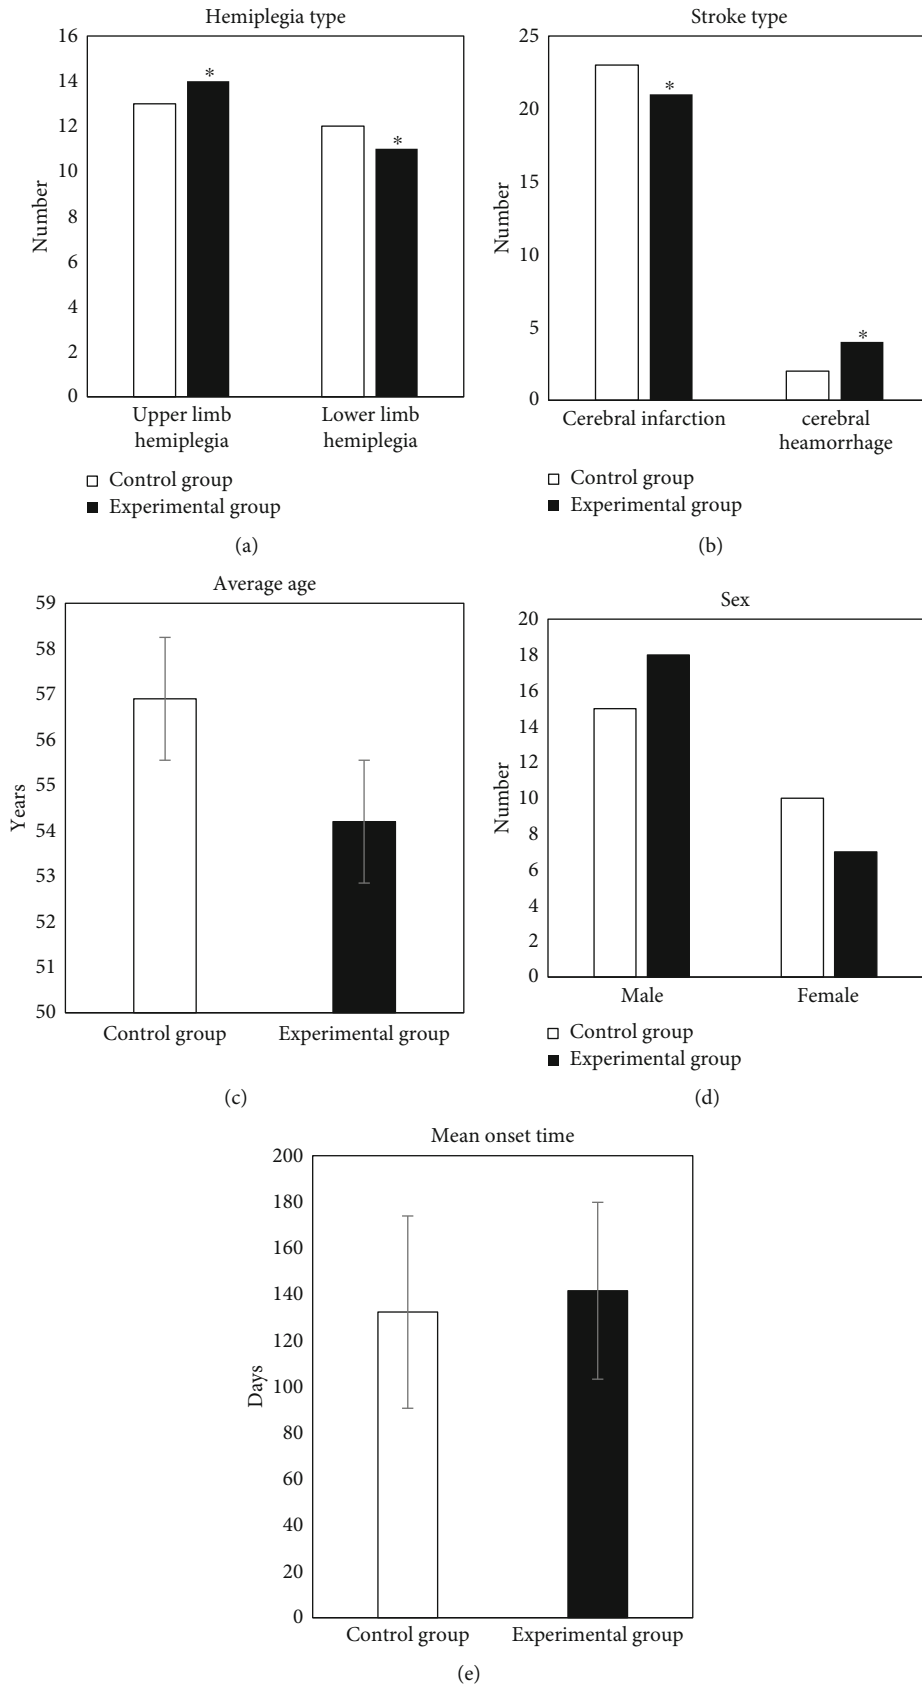 Hemiplegia type
16
14
12
10
8
6
4
2
0
Number
*
*
Upper limb
hemiplegia
Lower limb
hemiplegia
Control group
Experimental group
(a)
Stroke type
25
20
15
10
5
0
Number
*
*
Cerebral infarction
cerebral
heamorrhage
Control group
Experimental group
(b)
Average age
59
58
57
56
55
54
53
52
51
50
Years
Control group
Experimental group
(c)
Sex
20
18
16
14
12
10
8
6
4
2
0
Number
Male
Female
Control group
Experimental group
(d)
Mean onset time
200
180
160
140
120
100
80
60
40
20
0
Days
Control group
Experimental group
(e)